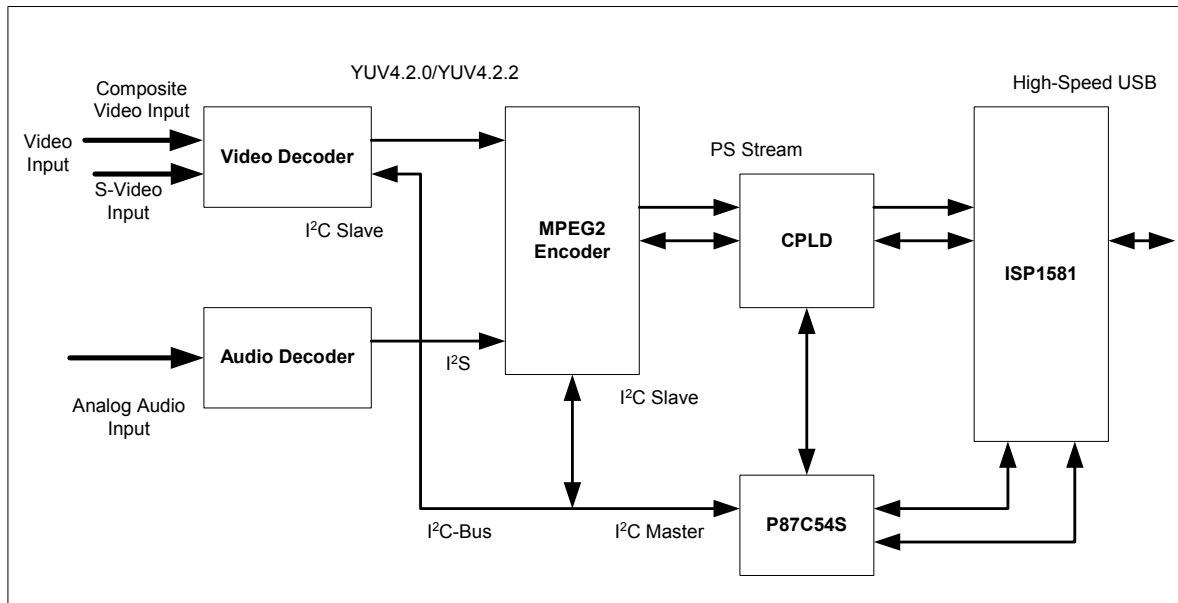 YUV4.2.0/YUV4.2.2
High-Speed USB
Composite
Video Input
Video
Input
S-Video
Input
Video Decoder
I²C Slave
MPEG2
Encoder
PS Stream
CPLD
ISP1581
Audio Decoder
I²S
Analog Audio
Input
I²C Slave
I²C-Bus
I²C Master
P87C54S